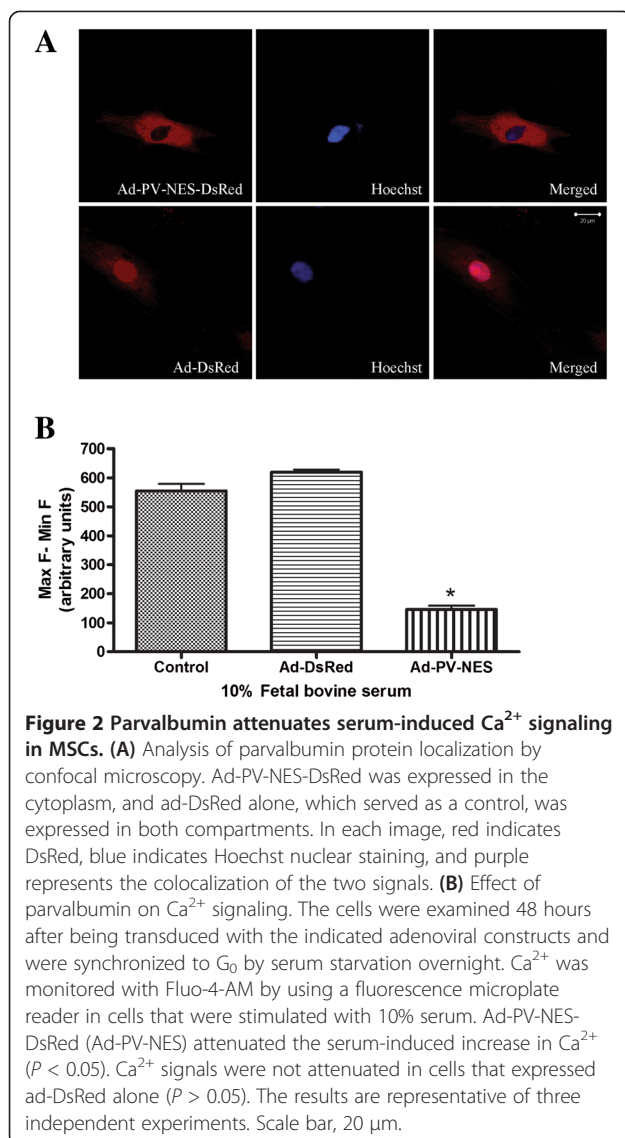 A
Ad-PV-NES-DsRed
Hoechst
Merged
20 µm
Ad-DsRed
Hoechst
Merged
B
700
600
500
400
300
200
100
0
Max F- Min F
(arbitrary units)
*
Control
Ad-DsRed
Ad-PV-NES
10% Fetal bovine serum
Figure 2 Parvalbumin attenuates serum-induced Ca²⁺ signaling
in MSCs. (A) Analysis of parvalbumin protein localization by
confocal microscopy. Ad-PV-NES-DsRed was expressed in the
cytoplasm, and ad-DsRed alone, which served as a control, was
expressed in both compartments. In each image, red indicates
DsRed, blue indicates Hoechst nuclear staining, and purple
represents the colocalization of the two signals. (B) Effect of
parvalbumin on Ca²⁺ signaling. The cells were examined 48 hours
after being transduced with the indicated adenoviral constructs and
were synchronized to G₀ by serum starvation overnight. Ca²⁺ was
monitored with Fluo-4-AM by using a fluorescence microplate
reader in cells that were stimulated with 10% serum. Ad-PV-NES-
DsRed (Ad-PV-NES) attenuated the serum-induced increase in Ca²⁺
(P < 0.05). Ca²⁺ signals were not attenuated in cells that expressed
ad-DsRed alone (P > 0.05). The results are representative of three
independent experiments. Scale bar, 20 μm.